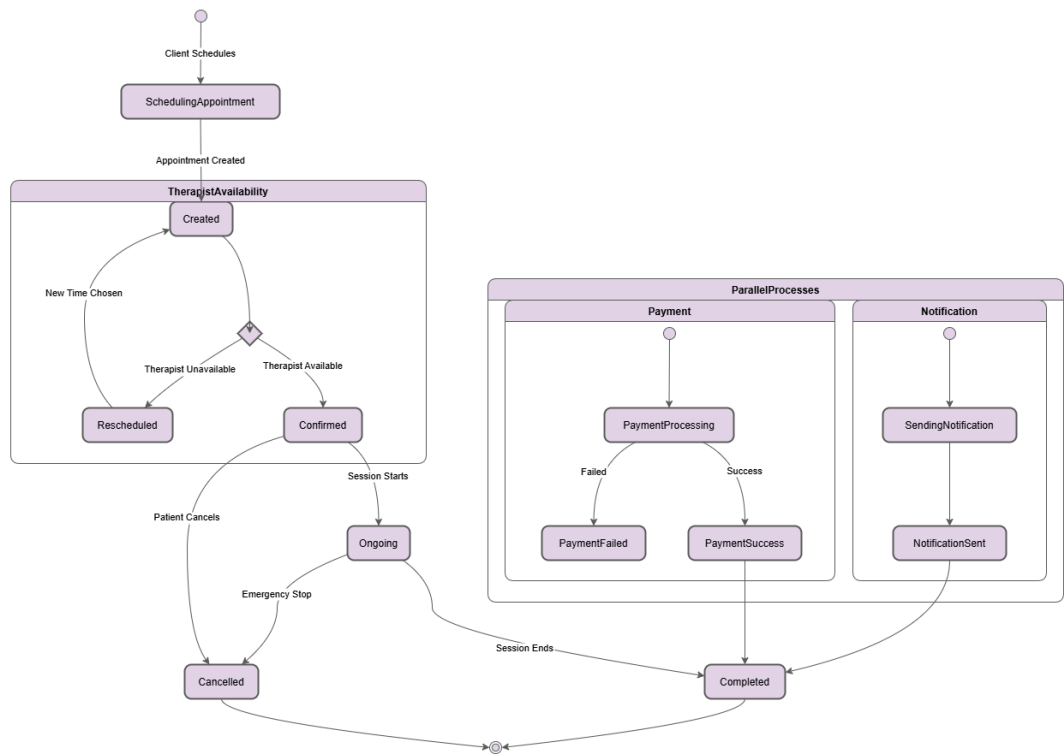 Client Schedules
SchedulingAppointment
Appointment Created
TherapistAvailability
Created
New Time Chosen
Therapist Unavailable
Therapist Available
Rescheduled
Confirmed
Patient Cancels
Session Starts
Ongoing
Emergency Stop
Session Ends
Cancelled
ParallelProcesses
Payment
PaymentProcessing
Failed
Success
PaymentFailed
PaymentSuccess
Notification
SendingNotification
NotificationSent
Completed